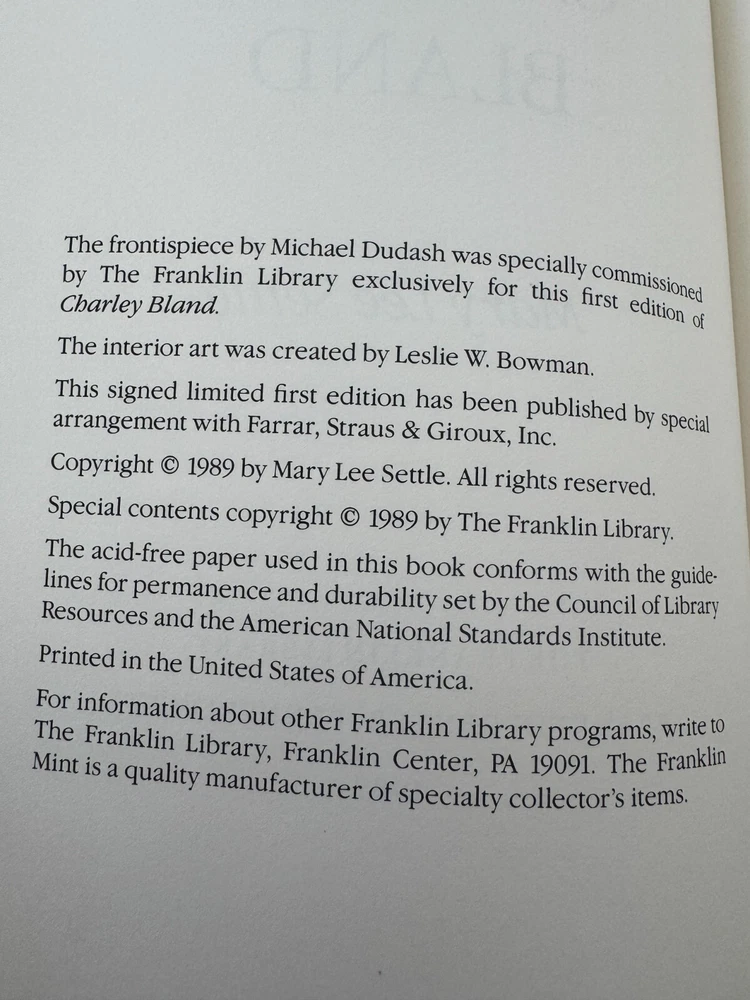 BLAND
The frontispiece by Michael Dudash was specially commissioned
by The Franklin Library exclusively for this first edition of
Charley Bland.
The interior art was created by Leslie W. Bowman.
This signed limited first edition has been published by special
arrangement with Farrar, Straus & Giroux, Inc.
Copyright © 1989 by Mary Lee Settle. All rights reserved.
Special contents copyright © 1989 by The Franklin Library.
The acid-free paper used in this book conforms with the guide-
lines for permanence and durability set by the Council of Library
Resources and the American National Standards Institute.
Printed in the United States of America.
For information about other Franklin Library programs, write to
The Franklin Library, Franklin Center, PA 19091. The Franklin
Mint is a quality manufacturer of specialty collector's items.